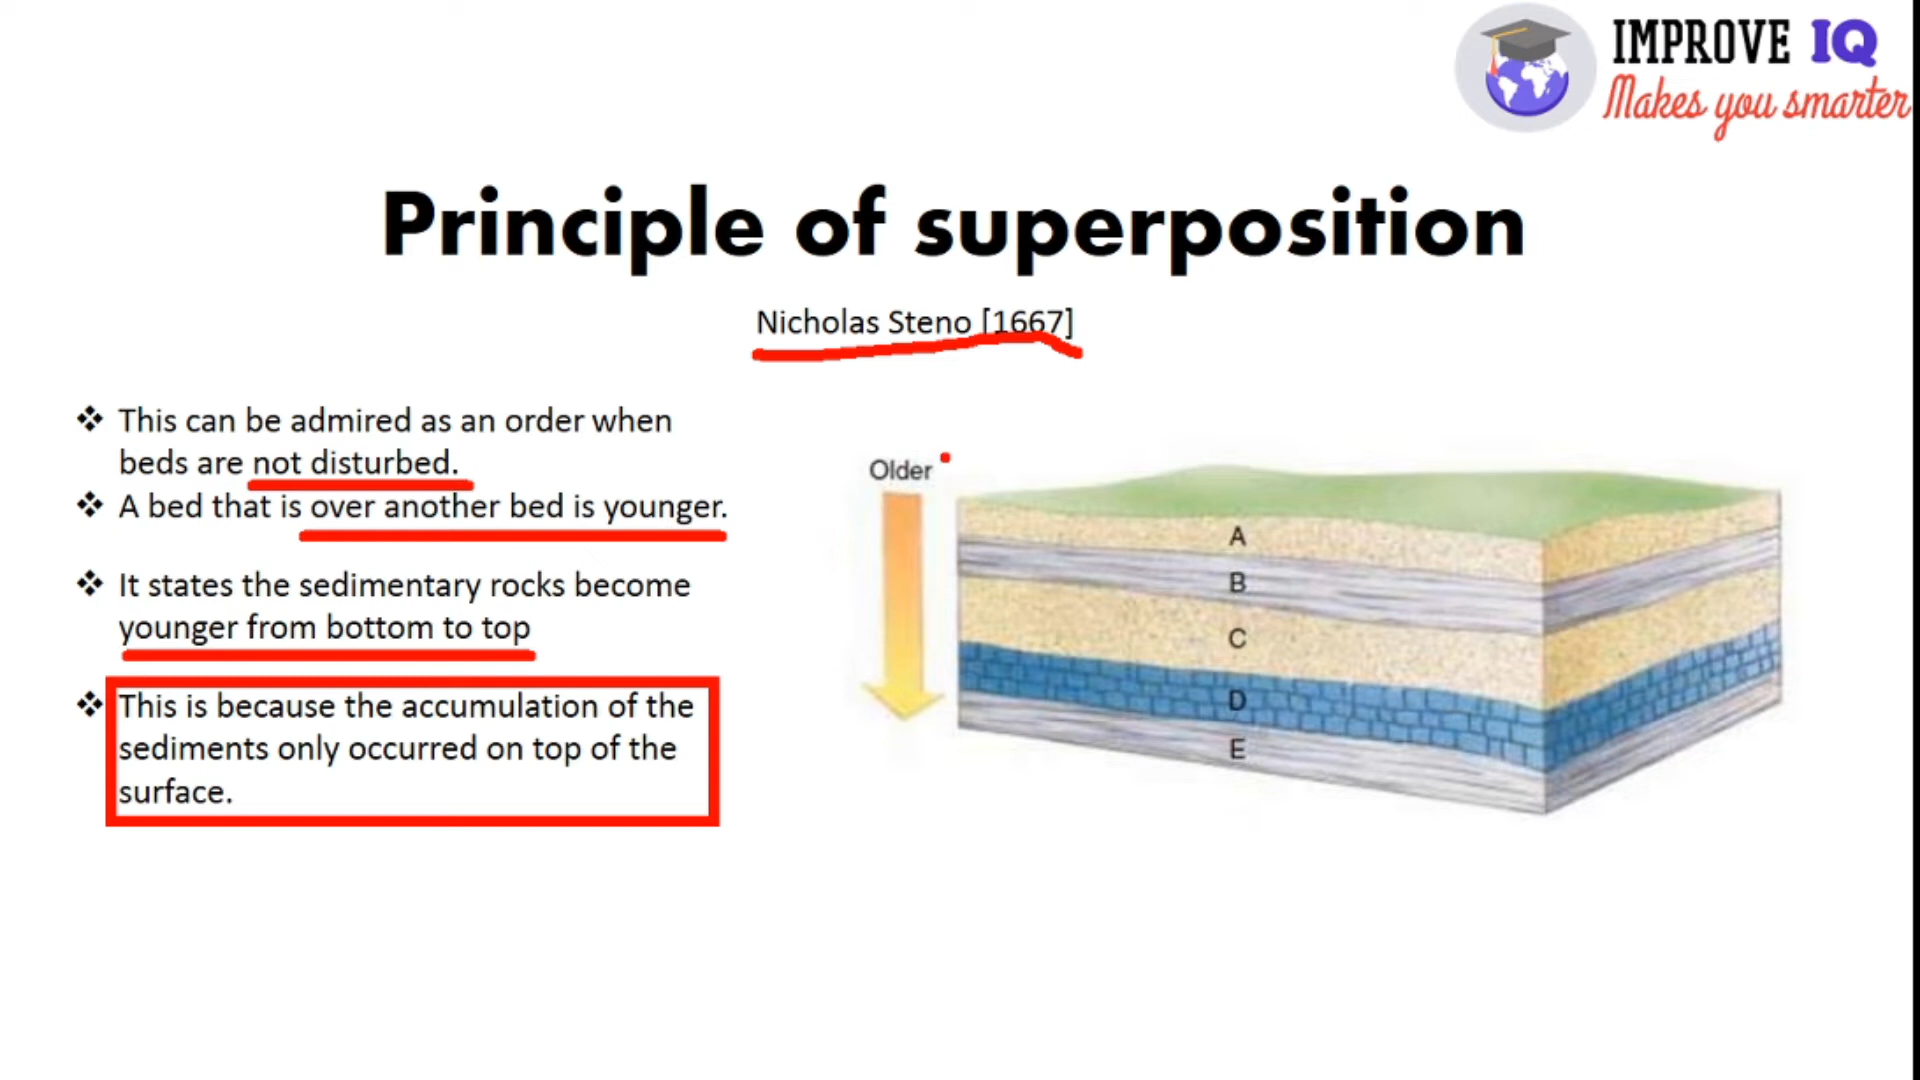 IMPROVE IQ
Makes you smarter
Principle of superposition
Nicholas Steno [1667]
❖ This can be admired as an order when
beds are not disturbed.
❖ A bed that is over another bed is younger.
❖ It states the sedimentary rocks become
younger from bottom to top
❖ This is because the accumulation of the
sediments only occurred on top of the
surface.
Older
A
B
C
D
E